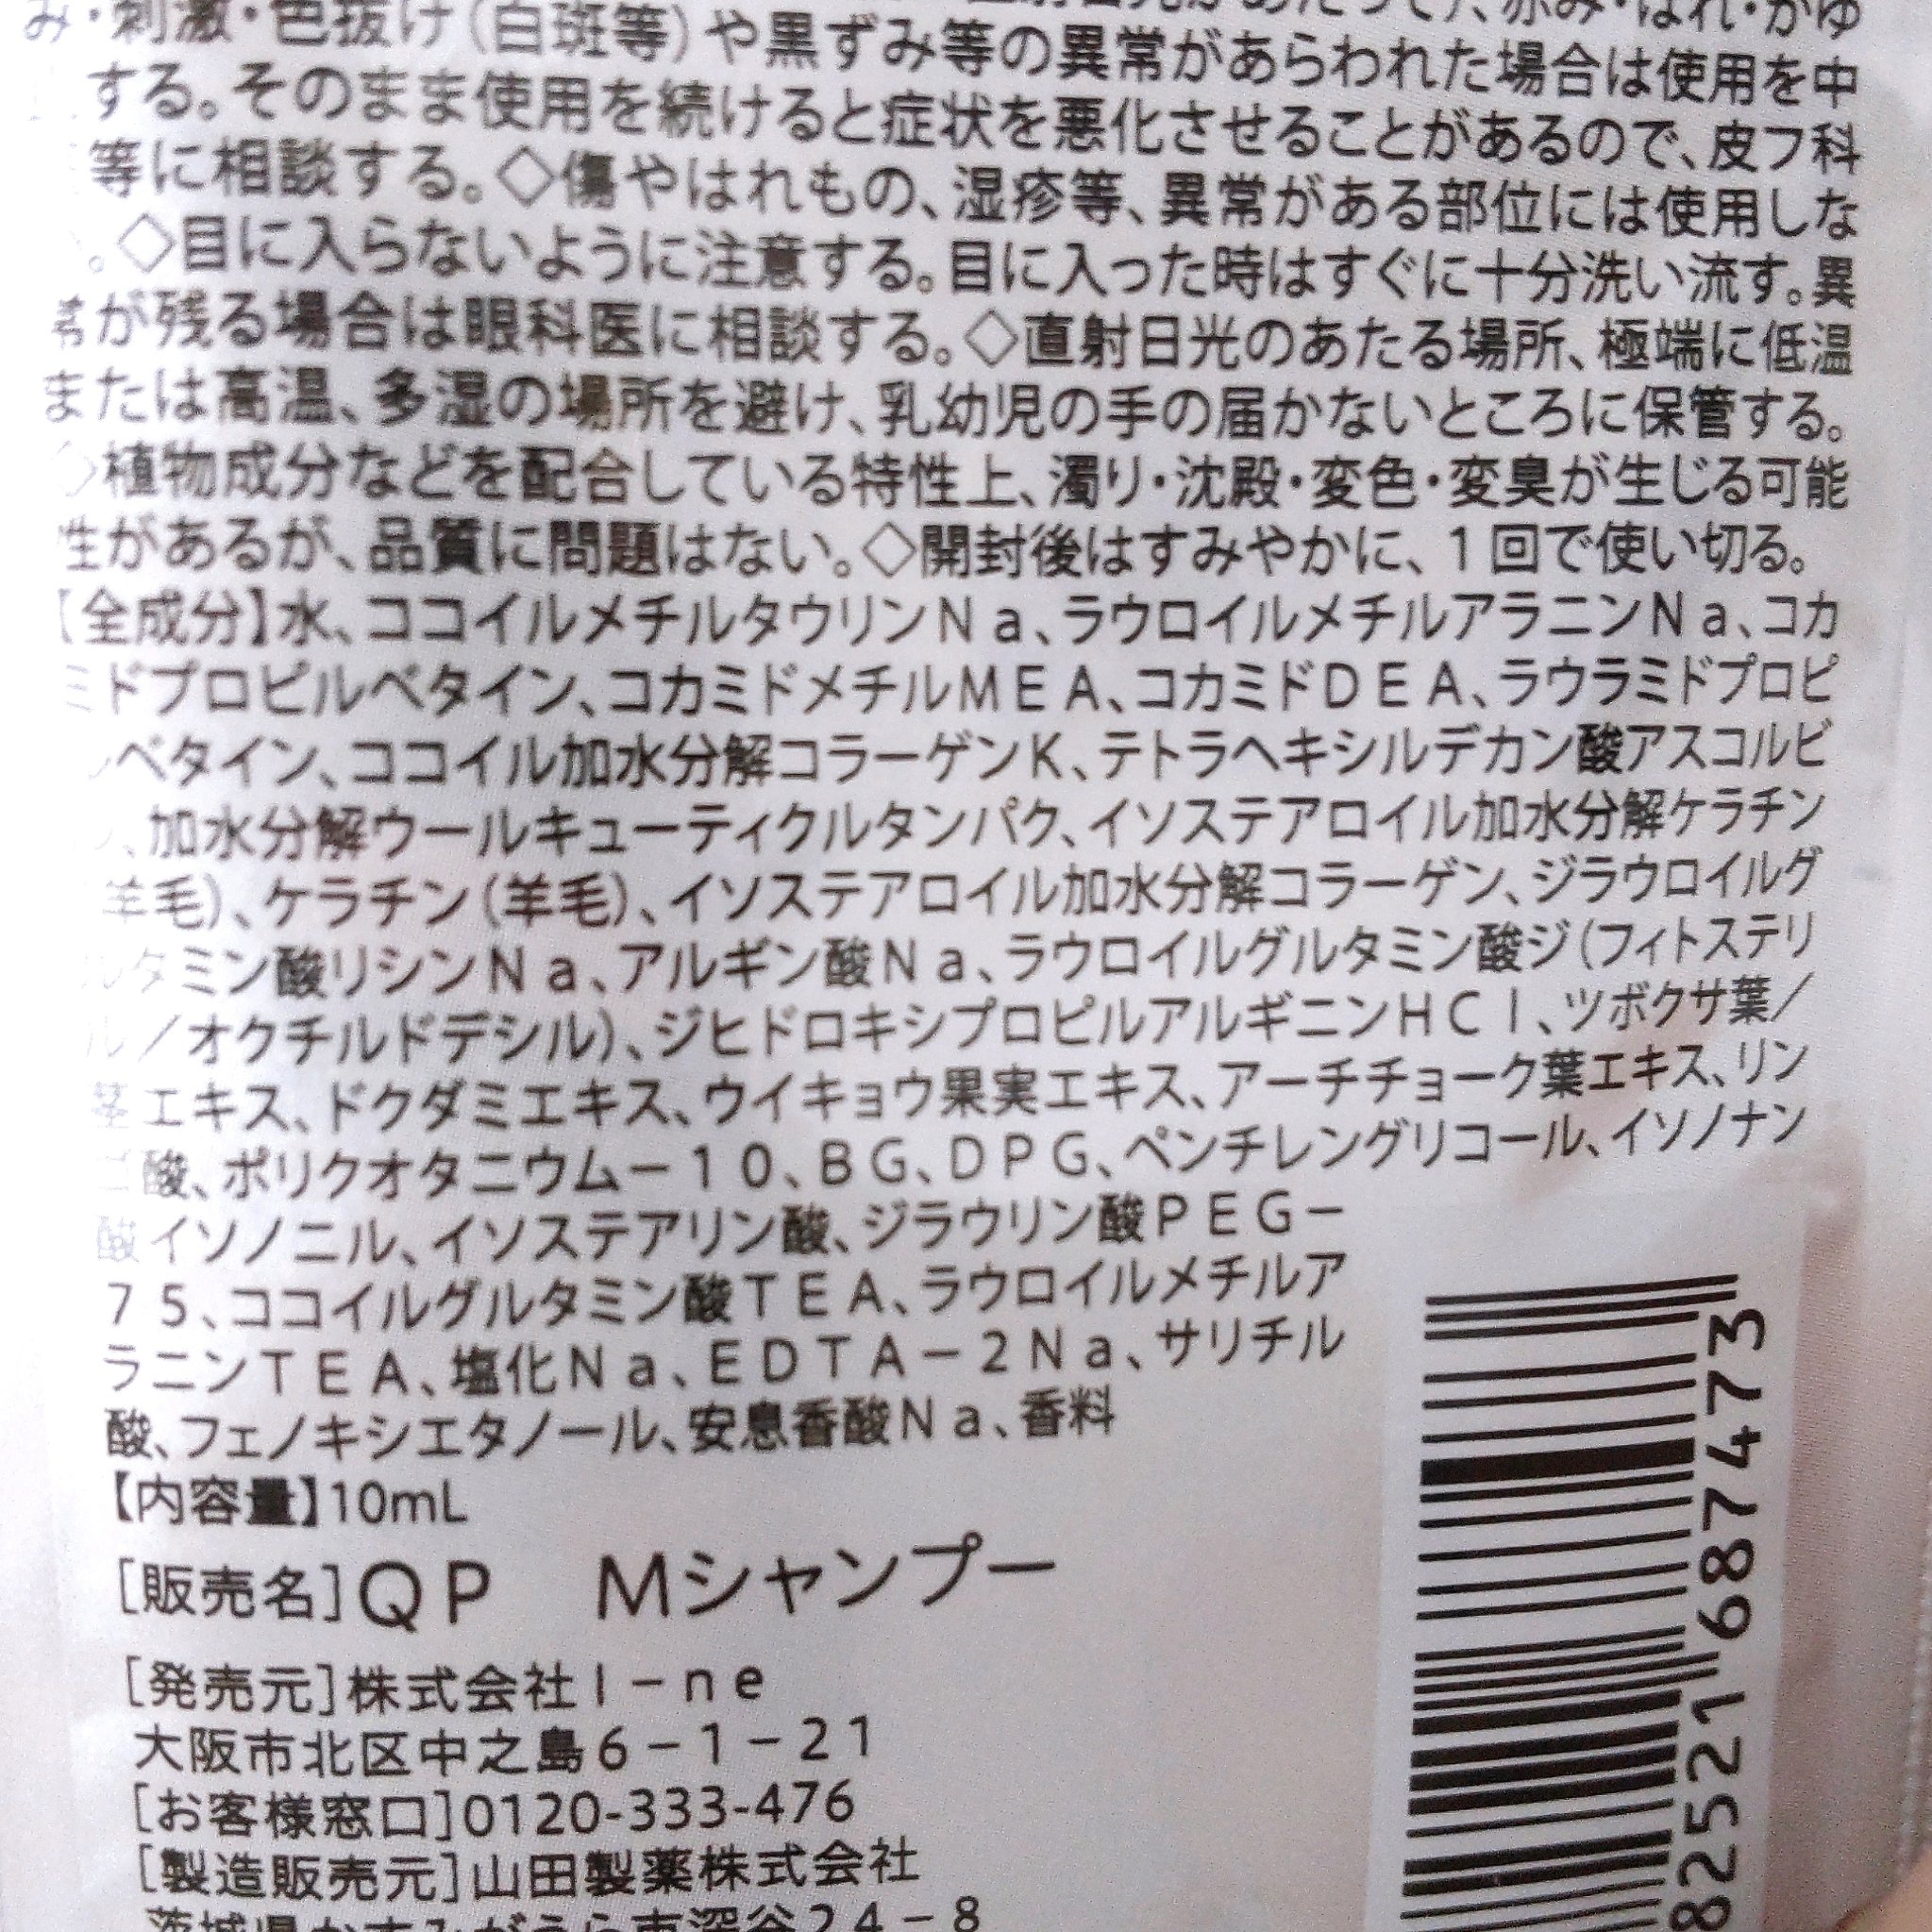 み・刺激・色抜け(白斑等)や黒ずみ等の異常があらわれた場合は使用を中
する。そのまま使用を続けると症状を悪化させることがあるので、皮フ科
等に相談する。◇傷やはれもの、湿疹等、異常がある部位には使用しな
。◇目に入らないように注意する。目に入った時はすぐに十分洗い流す。異
常が残る場合は眼科医に相談する。◇直射日光のあたる場所、極端に低温
または高温、多湿の場所を避け、乳幼児の手の届かないところに保管する。
◇植物成分などを配合している特性上、濁り・沈殿・変色・変臭が生じる可能
性があるが、品質に問題はない。◇開封後はすみやかに、1回で使い切る。
【全成分】水、ココイルメチルタウリンNa、ラウロイルメチルアラニンNa、コカ
ミドプロピルベタイン、コカミドメチルMEA、コカミドDEA、ラウラミドプロピ
ルベタイン、ココイル加水分解コラーゲンK、テトラヘキシルデカン酸アスコルビ
ル、加水分解ウールキューティクルタンパク、イソステアロイル加水分解ケラチン
(羊毛)、ケラチン(羊毛)、イソステアロイル加水分解コラーゲン、ジラウロイルグ
ルタミン酸リシンNa、アルギン酸Na、ラウロイルグルタミン酸ジ(フィトステリ
ル/オクチルドデシル)、ジヒドロキシプロピルアルギニンHCl、ツボクサ葉/
茎エキス、ドクダミエキス、ウイキョウ果実エキス、アーチチョーク葉エキス、リン
ゴ酸、ポリクオタニウムー10、BG、DPG、ペンチレングリコール、イソノナン
酸イソノニル、イソステアリン酸、ジラウリン酸PEG－
75、ココイルグルタミン酸TEA、ラウロイルメチルア
ラニンTEA、塩化Na、EDTA－2Na、サリチル
酸、フェノキシエタノール、安息香酸Na、香料
【内容量】10mL
[販売名]QP　Mシャンプー
[発売元]株式会社I－ne
大阪市北区中之島6－1－21
[お客様窓口]0120-333-476
[製造販売元]山田製薬株式会社
茨城県かすみがうら市深谷24－8
82521 687473